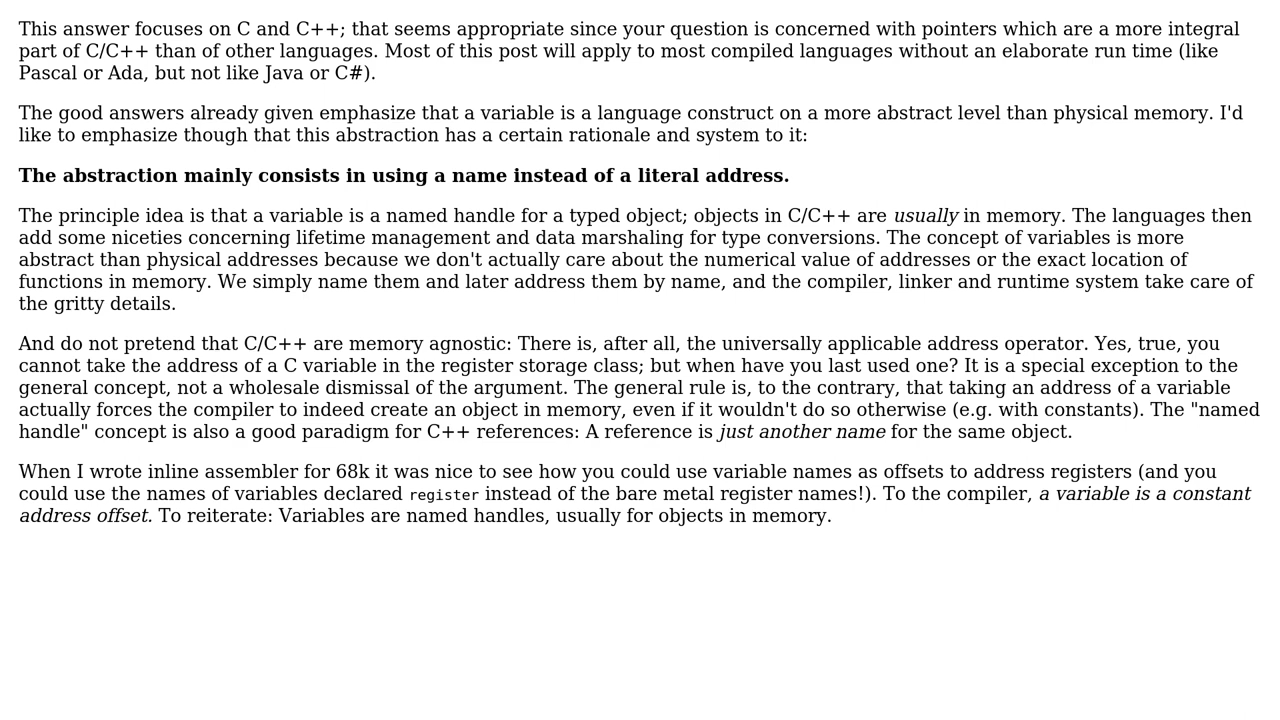 This answer focuses on C and C++; that seems appropriate since your question is concerned with pointers which are a more integral
part of C/C++ than of other languages. Most of this post will apply to most compiled languages without an elaborate run time (like
Pascal or Ada, but not like Java or C#).
The good answers already given emphasize that a variable is a language construct on a more abstract level than physical memory. I'd
like to emphasize though that this abstraction has a certain rationale and system to it:
The abstraction mainly consists in using a name instead of a literal address.
The principle idea is that a variable is a named handle for a typed object; objects in C/C++ are usually in memory. The languages then
add some niceties concerning lifetime management and data marshaling for type conversions. The concept of variables is more
abstract than physical addresses because we don't actually care about the numerical value of addresses or the exact location of
functions in memory. We simply name them and later address them by name, and the compiler, linker and runtime system take care of
the gritty details.
And do not pretend that C/C++ are memory agnostic: There is, after all, the universally applicable address operator. Yes, true, you
cannot take the address of a C variable in the register storage class; but when have you last used one? It is a special exception to the
general concept, not a wholesale dismissal of the argument. The general rule is, to the contrary, that taking an address of a variable
actually forces the compiler to indeed create an object in memory, even if it wouldn't do so otherwise (e.g. with constants). The "named
handle" concept is also a good paradigm for C++ references: A reference is just another name for the same object.
When I wrote inline assembler for 68k it was nice to see how you could use variable names as offsets to address registers (and you
could use the names of variables declared register instead of the bare metal register names!). To the compiler, a variable is a constant
address offset. To reiterate: Variables are named handles, usually for objects in memory.